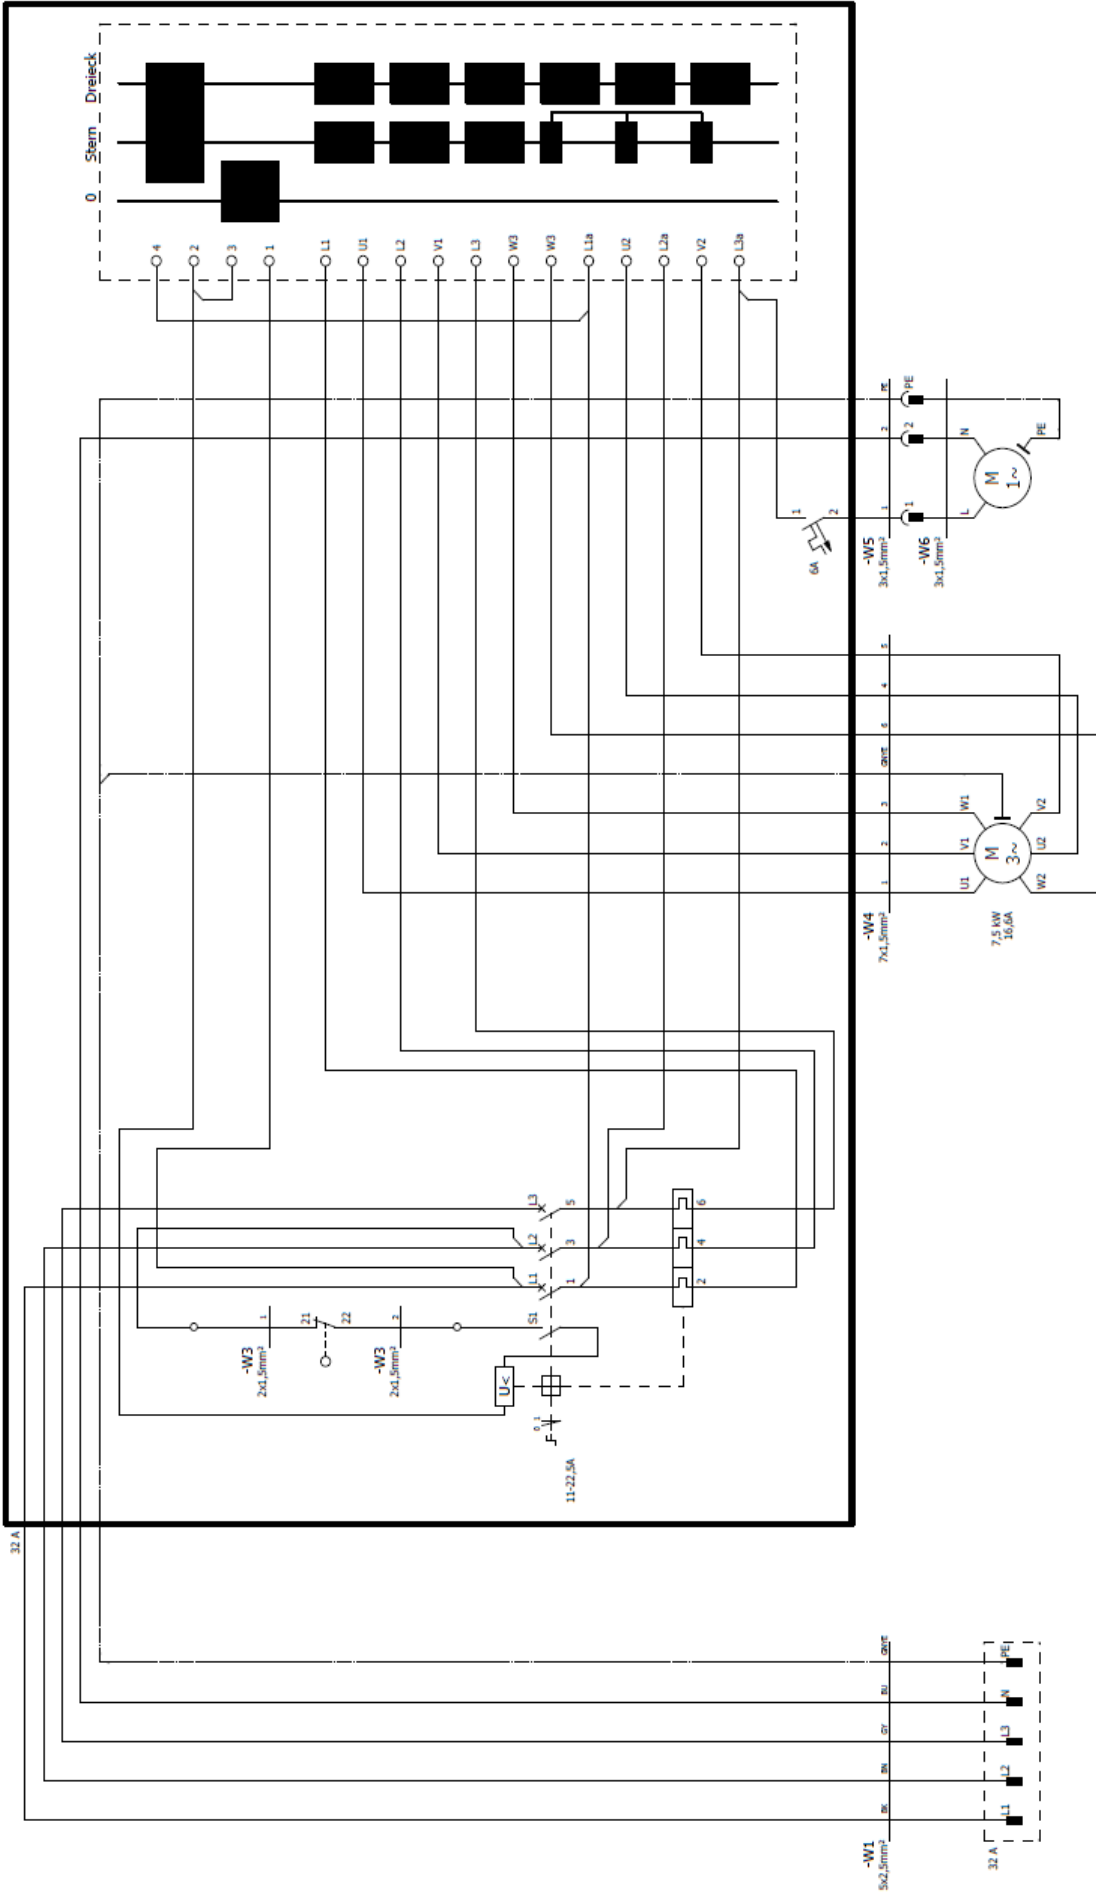 0 Stern Dreieck
4 2 3 1 L1 U1 L2 V1 L3 W3 W3 L1a U2 L2a V2 L3a
PE PE
2 2 N PE
M
1~
1 1 L
1 2
6A
-W5
3x1,5mm²
-W6
3x1,5mm²
5
4
6
GNYE
3 W1 V2
2 V1 U2
M
3~
1 U1 W2
-W4
7x1,5mm²
7,5 kW
16,6A
L3 5 6
L2 3 4
L1 1 2
S1
1 21 22 2
-W3
2x1,5mm²
-W3
2x1,5mm²
U<
0 1
11-22,5A
32 A
GNYE PE
BU N
GY L3
BN L2
BK L1
-W1
5x2,5mm²
32 A